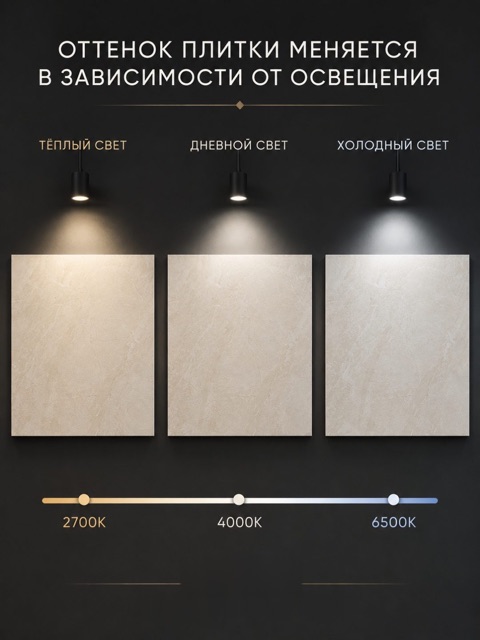 ОТТЕНОК ПЛИТКИ МЕНЯЕТСЯ
В ЗАВИСИМОСТИ ОТ ОСВЕЩЕНИЯ
ТЁПЛЫЙ СВЕТ
ДНЕВНОЙ СВЕТ
ХОЛОДНЫЙ СВЕТ
2700K
4000K
6500K